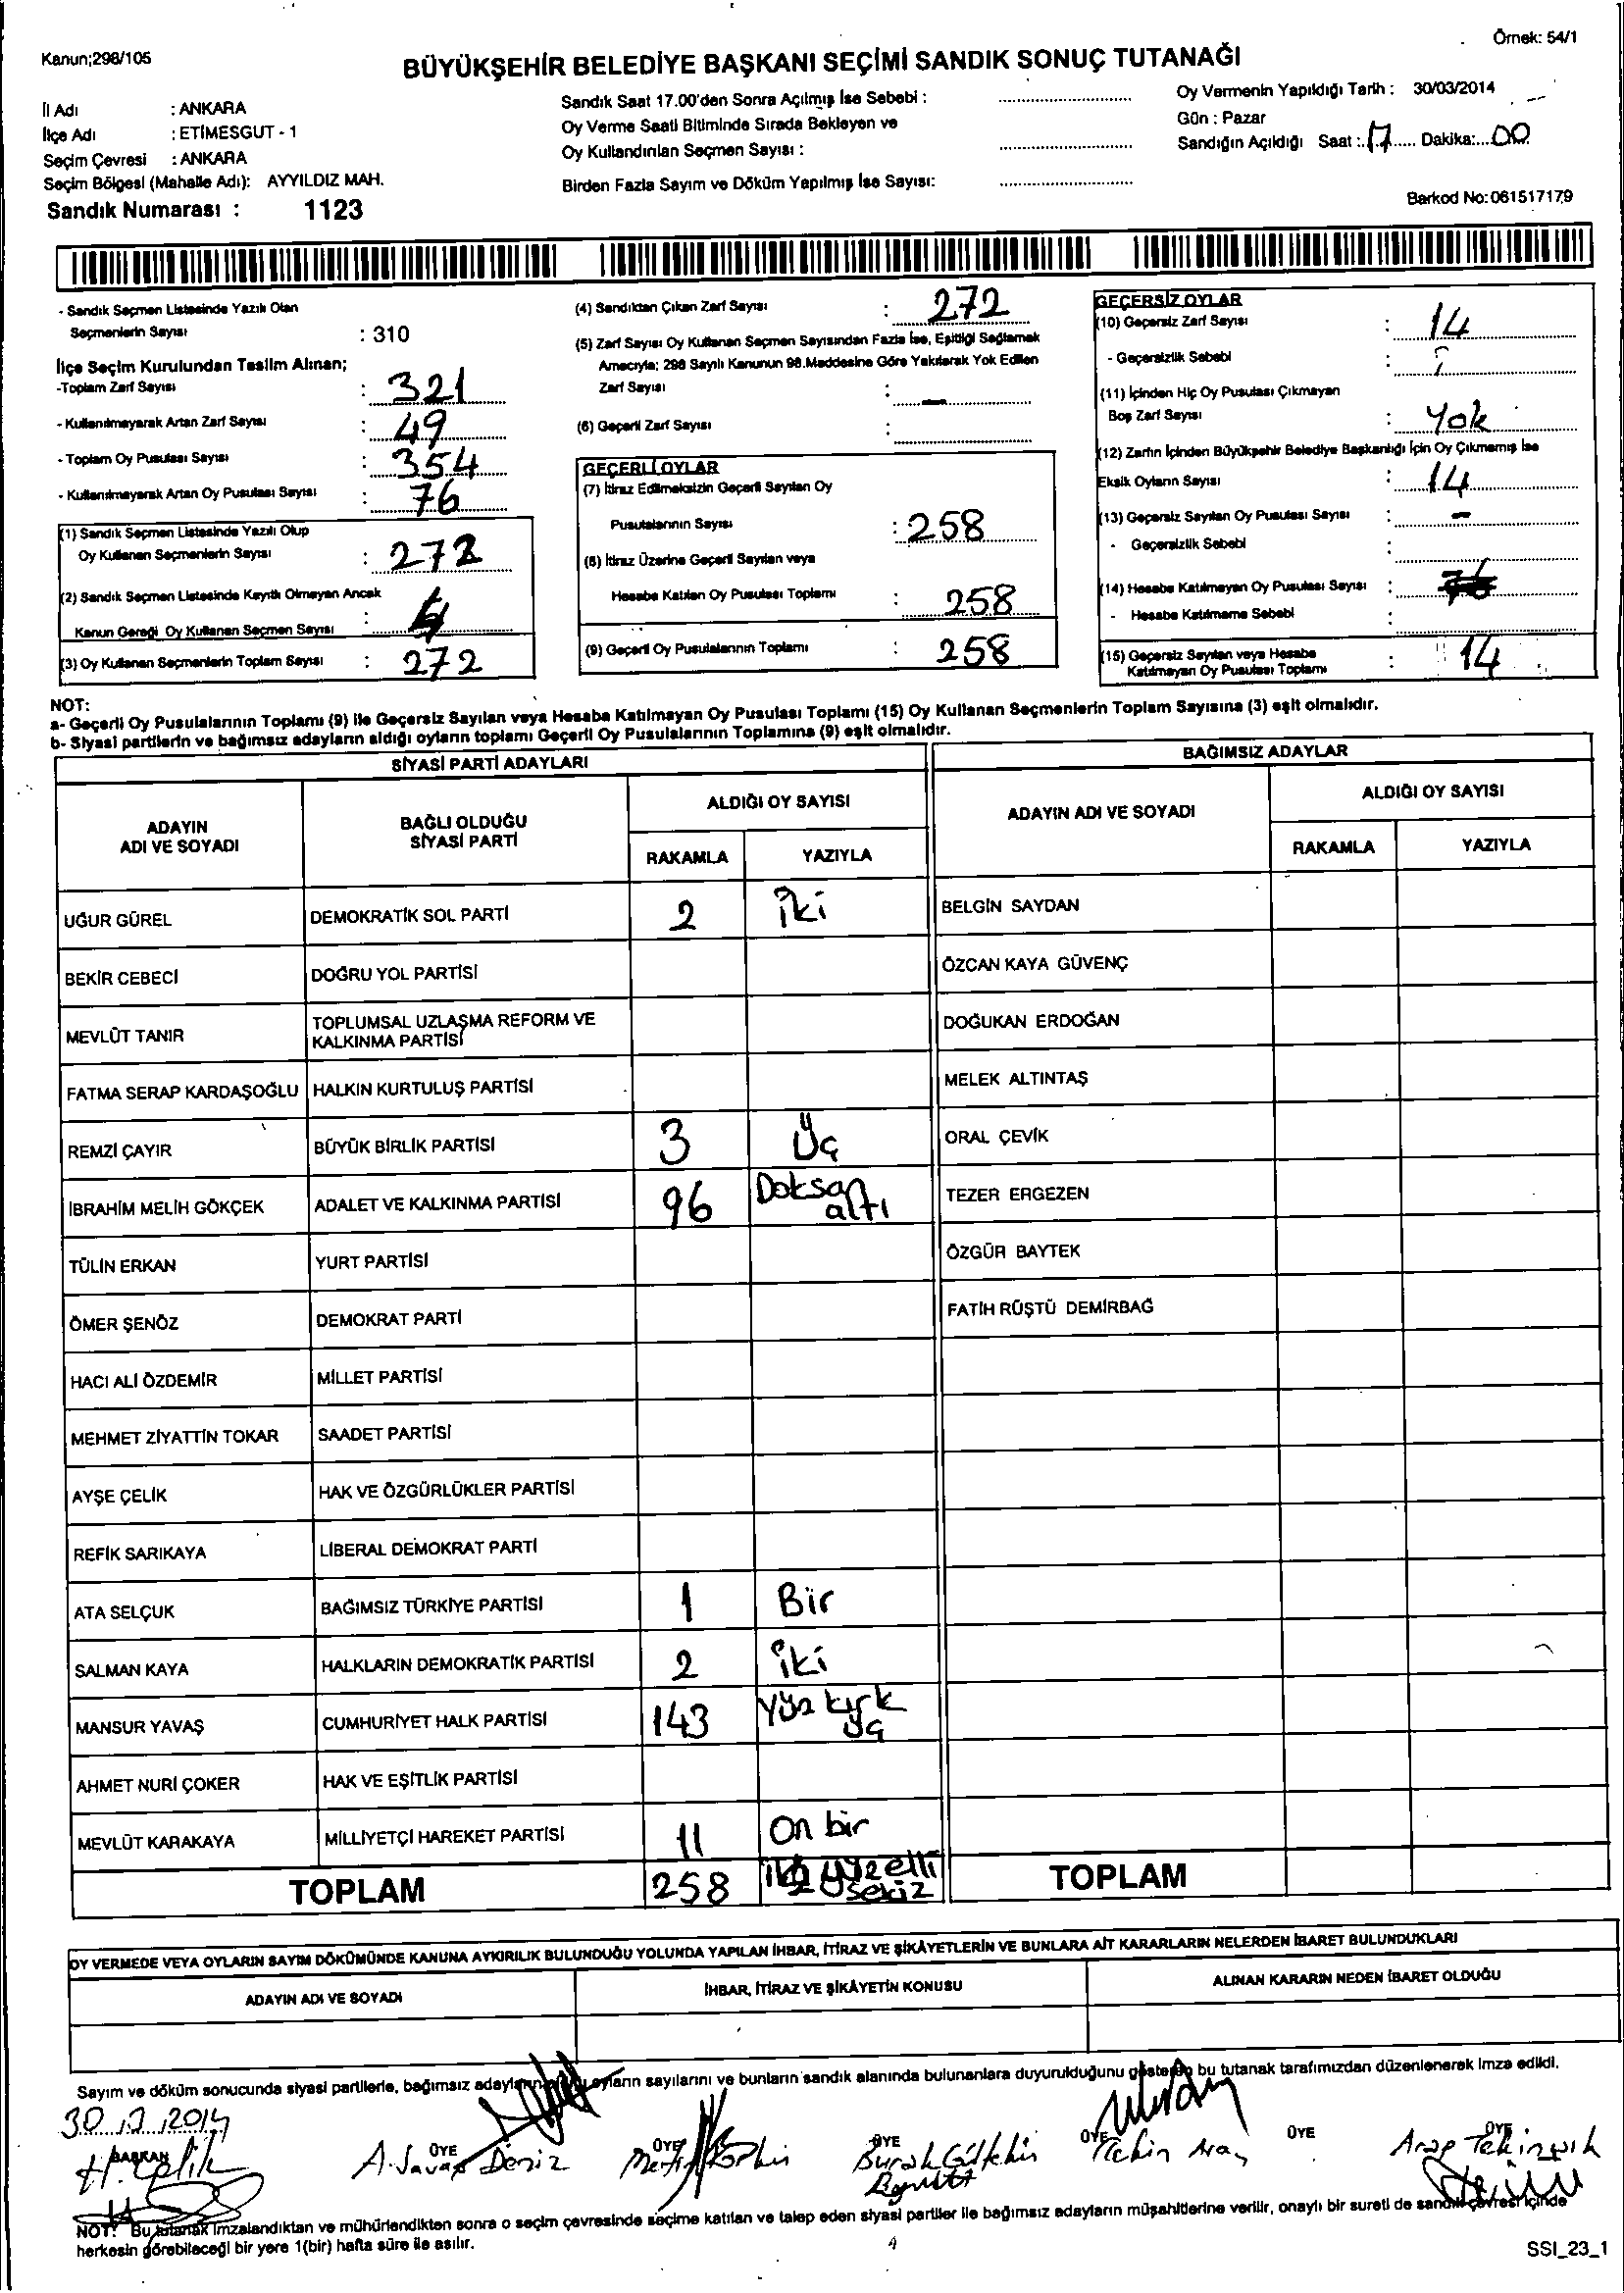 Örnek: 54/1
Kanun;298/105
BÜYÜKŞEHİR BELEDİYE BAŞKANI SEÇİMİ SANDIK SONUÇ TUTANAĞI
İl Adı : ANKARA
İlçe Adı : ETİMESGUT - 1
Seçim Çevresi : ANKARA
Seçim Bölgesi (Mahalle Adı): AYYILDIZ MAH.
Sandık Numarası : 1123
Sandık Saat 17.00'den Sonra Açılmış İse Sebebi :
Oy Verme Saati Bitiminde Sırada Bekleyen ve
Oy Kullandırılan Seçmen Sayısı :
Birden Fazla Sayım ve Döküm Yapılmış İse Sayısı:
Oy Vermenin Yapıldığı Tarih : 30/03/2014
Gün : Pazar
Sandığın Açıldığı Saat :.17..... Dakika:...00
Barkod No:061517179
- Sandık Seçmen Listesinde Yazılı Olan
Seçmenlerin Sayısı : 310
İlçe Seçim Kurulundan Teslim Alınan;
-Toplam Zarf Sayısı : 321
- Kullanılmayarak Artan Zarf Sayısı : 49
- Toplam Oy Pusulası Sayısı : 354
- Kullanılmayarak Artan Oy Pusulası Sayısı : 76
(1) Sandık Seçmen Listesinde Yazılı Olup
Oy Kullanan Seçmenlerin Sayısı : 272
(2) Sandık Seçmen Listesinde Kayıtlı Olmayan Ancak
Kanun Gereği Oy Kullanan Seçmen Sayısı :
(3) Oy Kullanan Seçmenlerin Toplam Sayısı : 272
(4) Sandıktan Çıkan Zarf Sayısı : 272
(5) Zarf Sayısı Oy Kullanan Seçmen Sayısından Fazla İse, Eşitliği Sağlamak
Amacıyla; 298 Sayılı Kanunun 98.Maddesine Göre Yakılarak Yok Edilen
Zarf Sayısı : -
(6) Geçerli Zarf Sayısı :
GEÇERLİ OYLAR
(7) İtiraz Edilmeksizin Geçerli Sayılan Oy
Pusulalarının Sayısı : 258
(8) İtiraz Üzerine Geçerli Sayılan veya
Hesaba Katılan Oy Pusulası Toplamı : 258
(9) Geçerli Oy Pusulalarının Toplamı : 258
GEÇERSİZ OYLAR
(10) Geçersiz Zarf Sayısı : 14
- Geçersizlik Sebebi :
(11) İçinden Hiç Oy Pusulası Çıkmayan
Boş Zarf Sayısı : Yok
(12) Zarfın İçinden Büyükşehir Belediye Başkanlığı İçin Oy Çıkmamış İse
Eksik Oyların Sayısı : 14
(13) Geçersiz Sayılan Oy Pusulası Sayısı : -
- Geçersizlik Sebebi :
(14) Hesaba Katılmayan Oy Pusulası Sayısı : 76
- Hesaba Katılmama Sebebi :
(15) Geçersiz Sayılan veya Hesaba
Katılmayan Oy Pusulası Toplamı : 14
NOT:
a- Geçerli Oy Pusulalarının Toplamı (9) ile Geçersiz Sayılan veya Hesaba Katılmayan Oy Pusulası Toplamı (15) Oy Kullanan Seçmenlerin Toplam Sayısına (3) eşit olmalıdır.
b- Siyasi partilerin ve bağımsız adayların aldığı oyların toplamı Geçerli Oy Pusulalarının Toplamına (9) eşit olmalıdır.
SİYASİ PARTİ ADAYLARI
ADAYIN ADI VE SOYADI BAĞLI OLDUĞU SİYASİ PARTİ ALDIĞI OY SAYISI
RAKAMLA YAZIYLA
UĞUR GÜREL DEMOKRATİK SOL PARTİ 2 iki
BEKİR CEBECİ DOĞRU YOL PARTİSİ
MEVLÜT TANIR TOPLUMSAL UZLAŞMA REFORM VE
KALKINMA PARTİSİ
FATMA SERAP KARDAŞOĞLU HALKIN KURTULUŞ PARTİSİ
REMZİ ÇAYIR BÜYÜK BİRLİK PARTİSİ 3 Üç
İBRAHİM MELİH GÖKÇEK ADALET VE KALKINMA PARTİSİ 96 Doksan
altı
TÜLİN ERKAN YURT PARTİSİ
ÖMER ŞENÖZ DEMOKRAT PARTİ
HACI ALİ ÖZDEMİR MİLLET PARTİSİ
MEHMET ZİYATTİN TOKAR SAADET PARTİSİ
AYŞE ÇELİK HAK VE ÖZGÜRLÜKLER PARTİSİ
REFİK SARIKAYA LİBERAL DEMOKRAT PARTİ
ATA SELÇUK BAĞIMSIZ TÜRKİYE PARTİSİ 1 Bir
SALMAN KAYA HALKLARIN DEMOKRATİK PARTİSİ 2 iki
MANSUR YAVAŞ CUMHURİYET HALK PARTİSİ 143 Yüz kırk
üç
AHMET NURİ ÇOKER HAK VE EŞİTLİK PARTİSİ
MEVLÜT KARAKAYA MİLLİYETÇİ HAREKET PARTİSİ 11 On bir
TOPLAM 258 iki yüzelli
sekiz
BAĞIMSIZ ADAYLAR
ADAYIN ADI VE SOYADI ALDIĞI OY SAYISI
RAKAMLA YAZIYLA
BELGİN SAYDAN
ÖZCAN KAYA GÜVENÇ
DOĞUKAN ERDOĞAN
MELEK ALTINTAŞ
ORAL ÇEVİK
TEZER ERGEZEN
ÖZGÜR BAYTEK
FATİH RÜŞTÜ DEMİRBAĞ
TOPLAM
OY VERMEDE VEYA OYLARIN SAYIM DÖKÜMÜNDE KANUNA AYKIRILIK BULUNDUĞU YOLUNDA YAPILAN İHBAR, İTİRAZ VE ŞİKÂYETLERİN VE BUNLARA AİT KARARLARIN NELERDEN İBARET BULUNDUKLARI
ADAYIN ADI VE SOYADI İHBAR, İTİRAZ VE ŞİKÂYETİN KONUSU ALINAN KARARIN NEDEN İBARET OLDUĞU
Sayım ve döküm sonucunda siyasi partilerle, bağımsız adayların oyların sayılarını ve bunların sandık alanında bulunanlara duyurulduğunu gösteren bu tutanak tarafımızdan düzenlenerek imza edildi.
30.3.2014
BAŞKAN ÜYE ÜYE ÜYE ÜYE ÜYE ÜYE
H. Çelik A. Savaş Deniz Burak Gültekin
NOT: Bu tutanak imzalandıktan ve mühürlendikten sonra o seçim çevresinde seçime katılan ve talep eden siyasi partiler ile bağımsız adayların müşahitlerine verilir, onaylı bir sureti de sandık çevresi içinde
herkesin görebileceği bir yere 1(bir) hafta süre ile asılır.
SSI_23_1